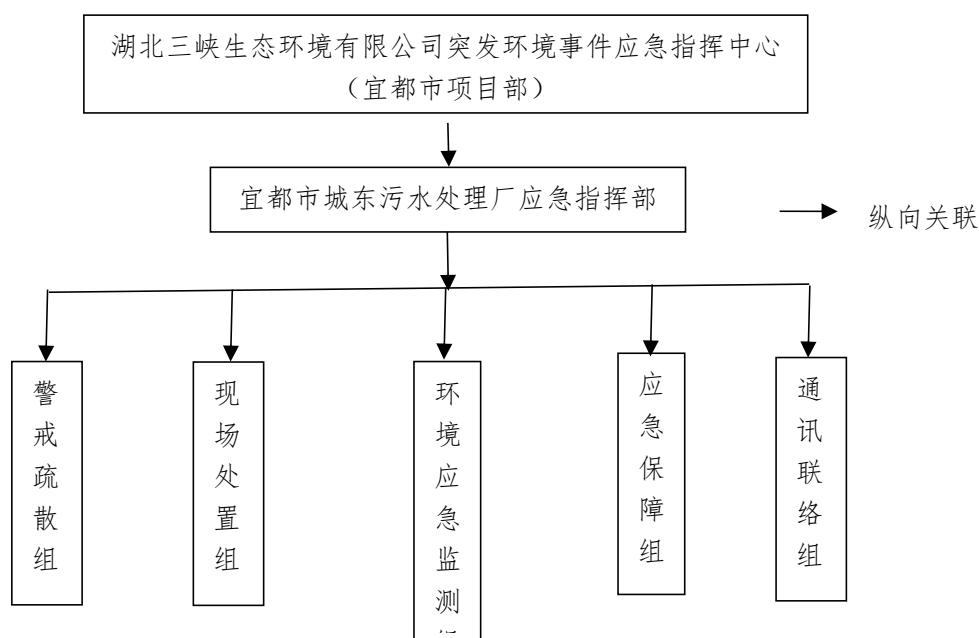 湖北三峡生态环境有限公司突发环境事件应急指挥中心
（宜都市项目部）
宜都市城东污水处理厂应急指挥部
纵向关联
警戒疏散组
现场处置组
环境应急监测
应急保障组
通讯联络组